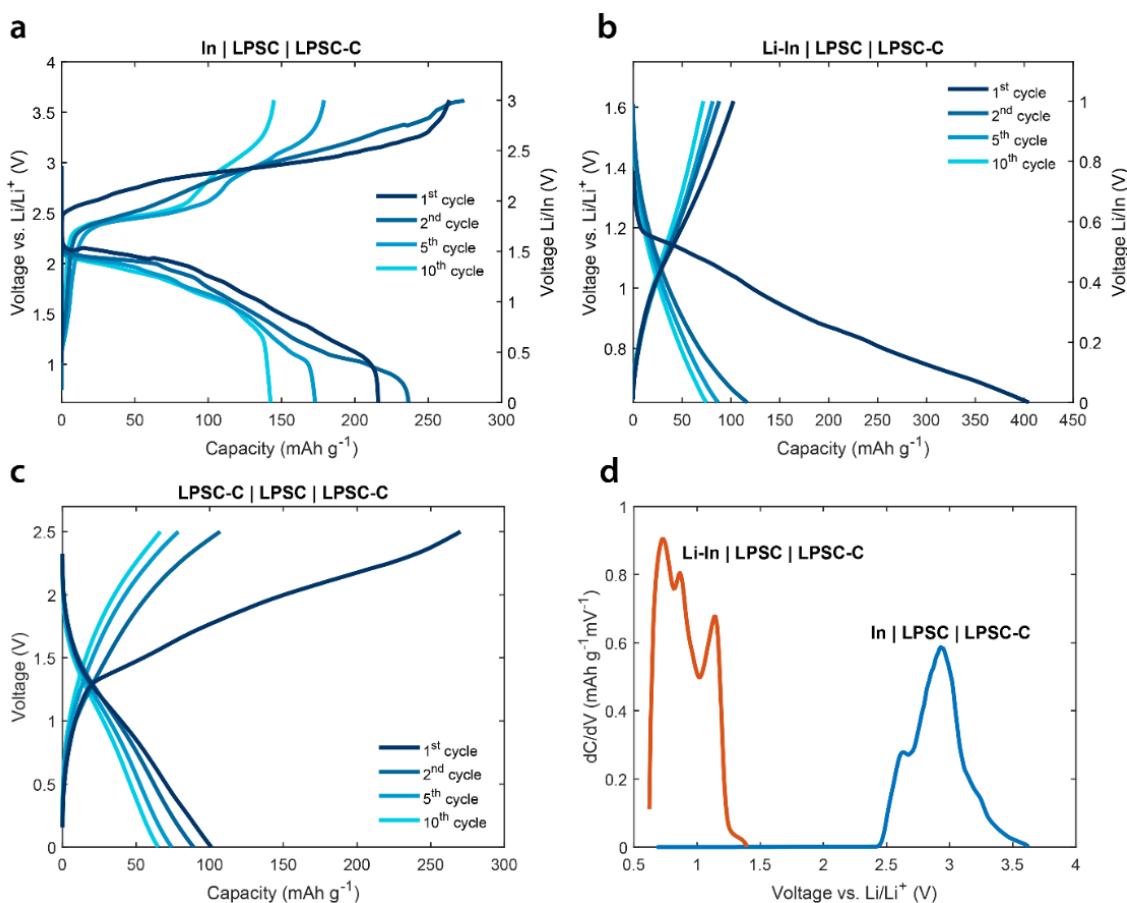 a
In | LPSC | LPSC-C
4
3.5
3
2.5
2
1.5
1
Voltage vs. Li/Li⁺ (V)
3
2.5
2
1.5
1
0.5
0
Voltage Li/In (V)
1ˢᵗ cycle
2ⁿᵈ cycle
5ᵗʰ cycle
10ᵗʰ cycle
0 50 100 150 200 250 300
Capacity (mAh g⁻¹)
b
Li-In | LPSC | LPSC-C
1.6
1.4
1.2
1
0.8
Voltage vs. Li/Li⁺ (V)
1
0.8
0.6
0.4
0.2
0
Voltage Li/In (V)
1ˢᵗ cycle
2ⁿᵈ cycle
5ᵗʰ cycle
10ᵗʰ cycle
0 50 100 150 200 250 300 350 400 450
Capacity (mAh g⁻¹)
c
LPSC-C | LPSC | LPSC-C
2.5
2
1.5
1
0.5
0
Voltage (V)
1ˢᵗ cycle
2ⁿᵈ cycle
5ᵗʰ cycle
10ᵗʰ cycle
0 50 100 150 200 250 300
Capacity (mAh g⁻¹)
d
1
0.8
0.6
0.4
0.2
0
dC/dV (mAh g⁻¹mV⁻¹)
Li-In | LPSC | LPSC-C
In | LPSC | LPSC-C
0.5 1 1.5 2 2.5 3 3.5 4
Voltage vs. Li/Li⁺ (V)